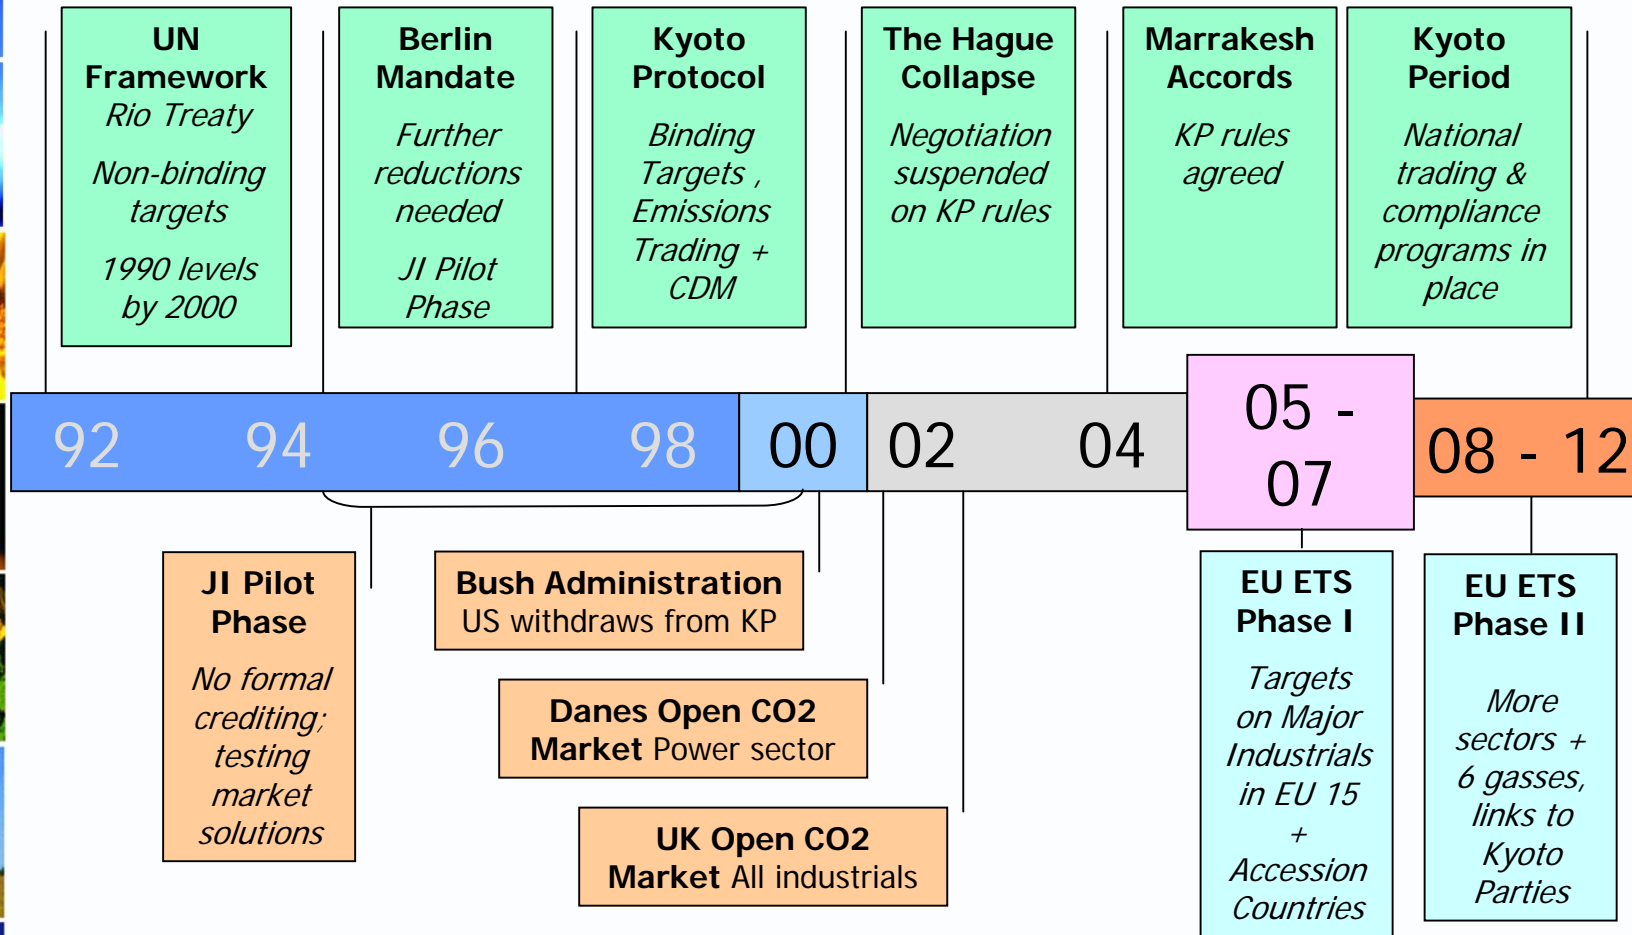 UN
Framework
Rio Treaty
Non-binding
targets
1990 levels
by 2000
Berlin
Mandate
Further
reductions
needed
JI Pilot
Phase
Kyoto
Protocol
Binding
Targets ,
Emissions
Trading +
CDM
The Hague
Collapse
Negotiation
suspended
on KP rules
Marrakesh
Accords
KP rules
agreed
Kyoto
Period
National
trading &
compliance
programs in
place
92 94 96 98 00 02 04
05 -
07
08 - 12
JI Pilot
Phase
No formal
crediting;
testing
market
solutions
Bush Administration
US withdraws from KP
Danes Open CO2
Market Power sector
UK Open CO2
Market All industrials
EU ETS
Phase I
Targets
on Major
Industrials
in EU 15
+
Accession
Countries
EU ETS
Phase II
More
sectors +
6 gasses,
links to
Kyoto
Parties